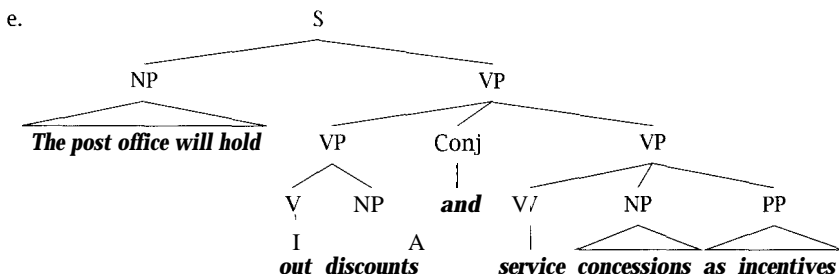 e. S
NP VP
The post office will hold VP Conj VP
V NP and V/ NP PP
I A
out discounts service concessions as incentives